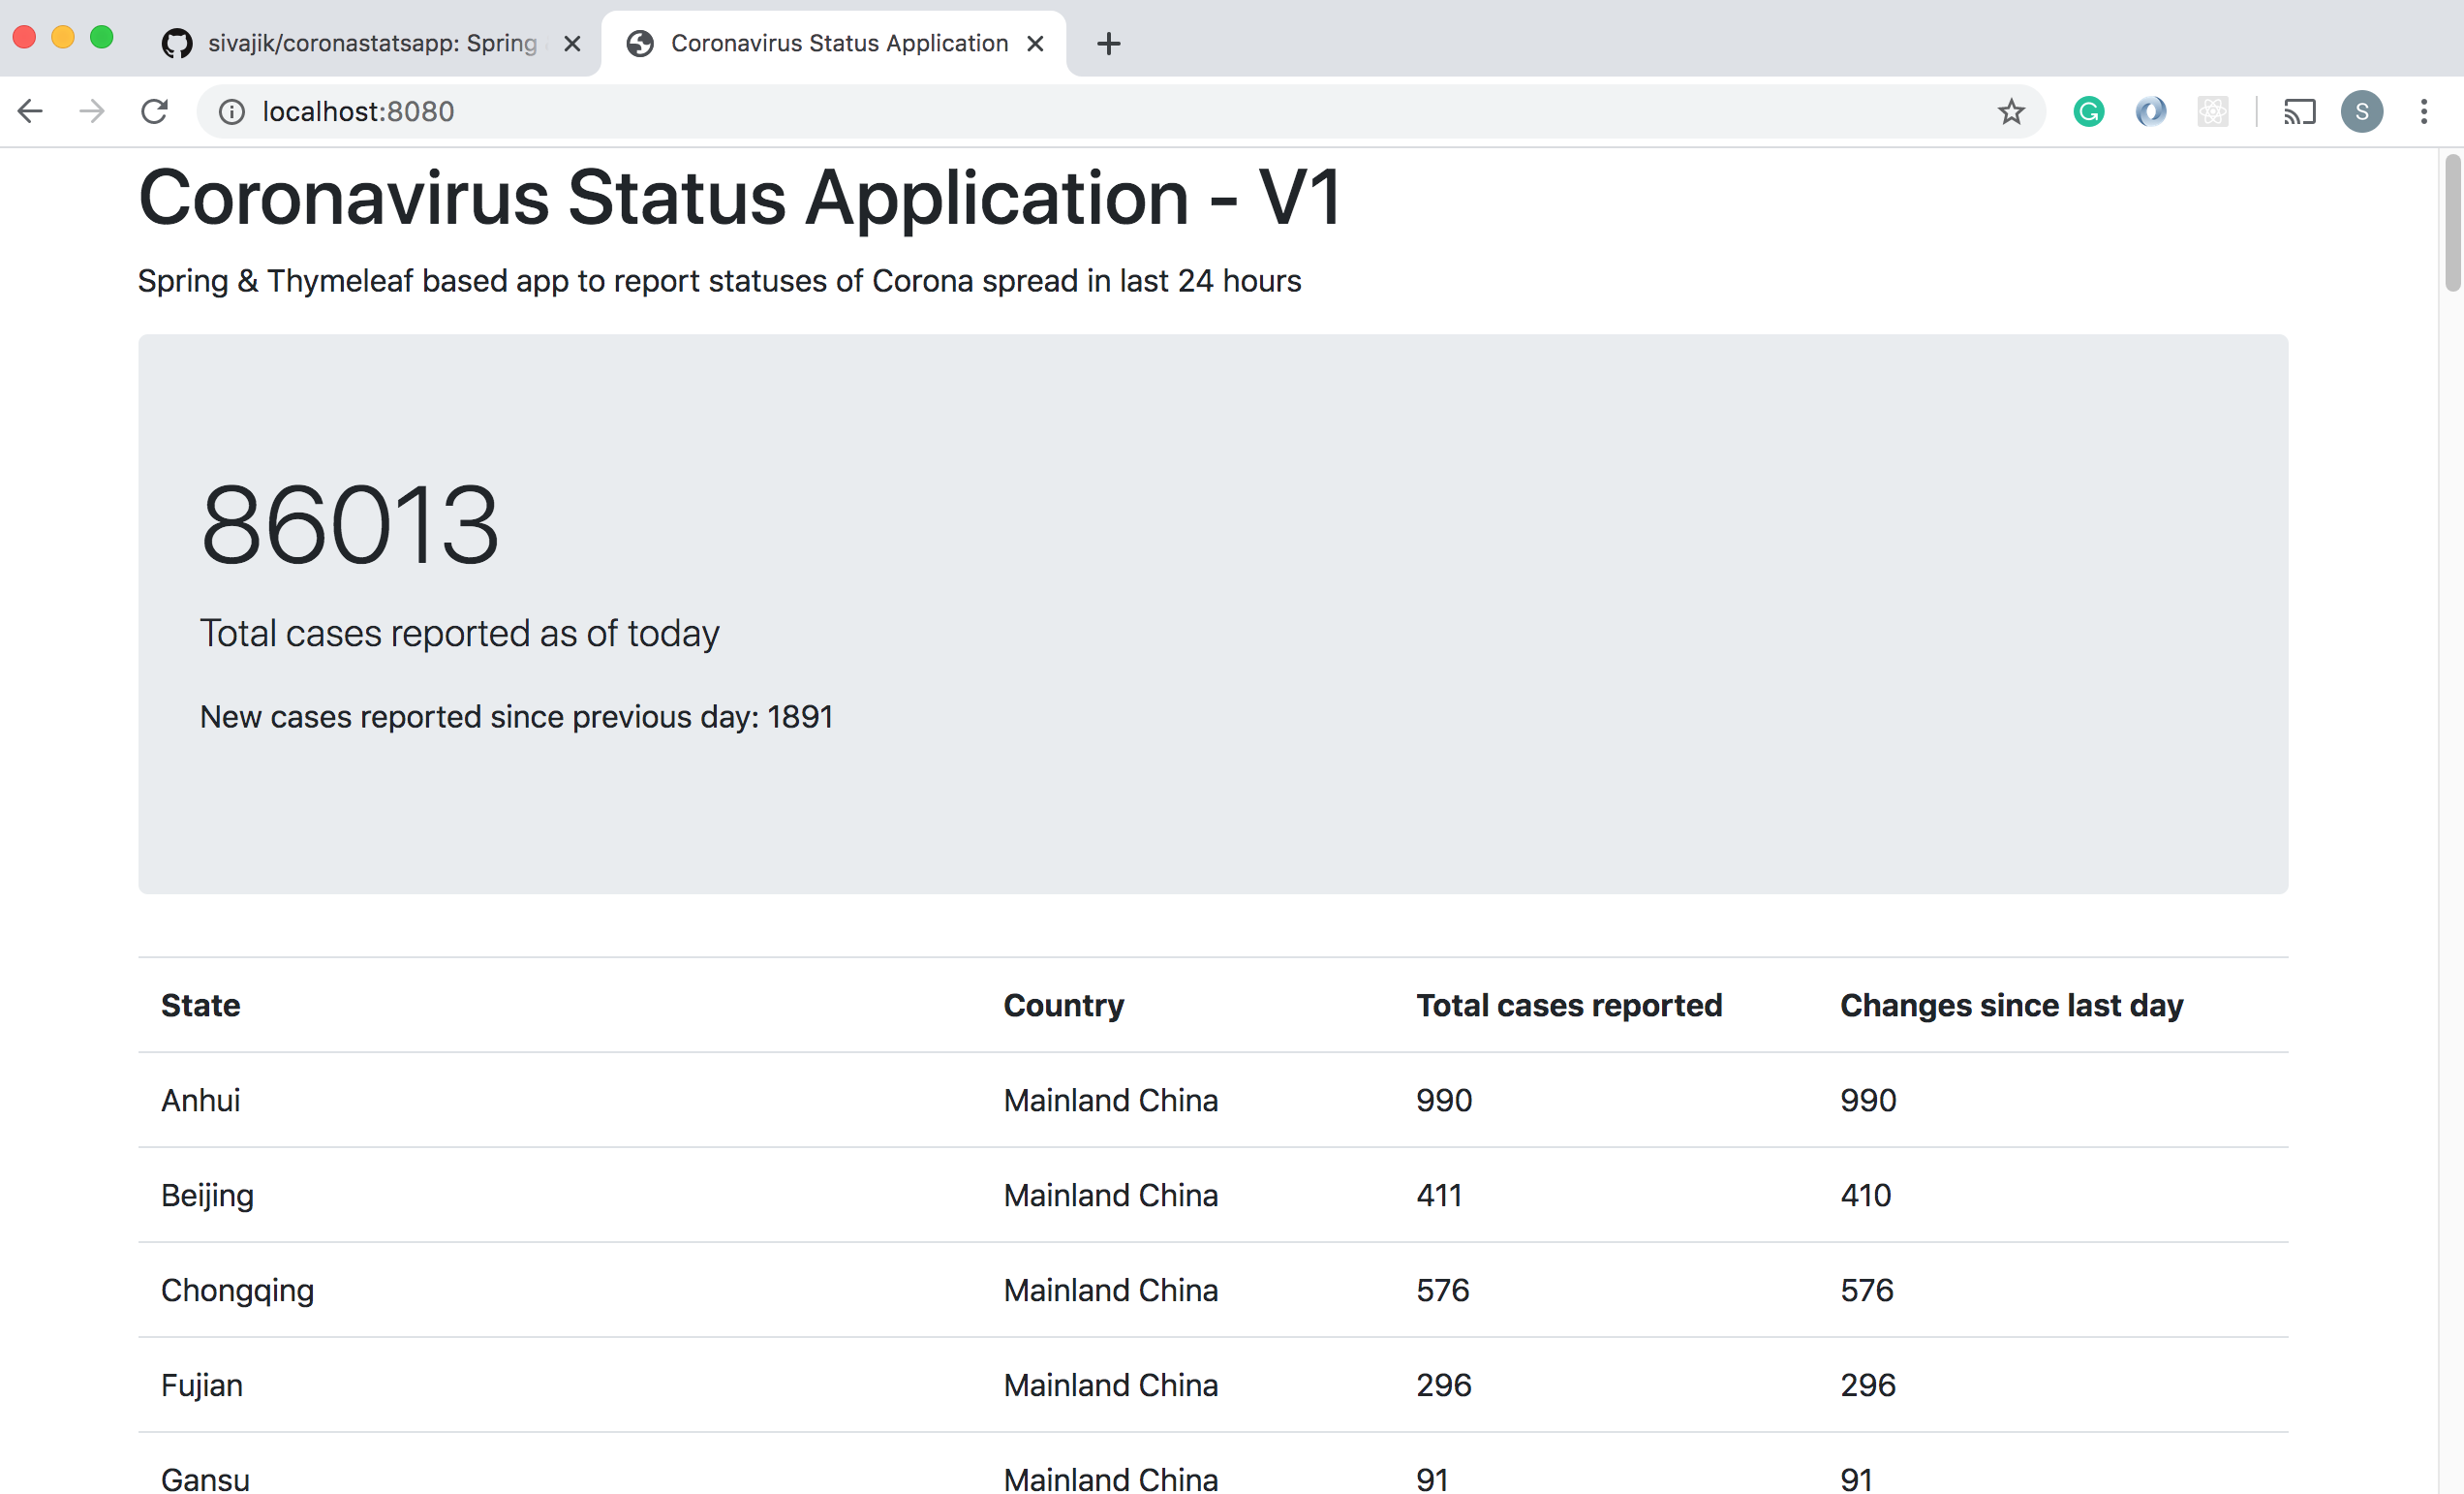 sivajik/coronastatsapp: Spring
Coronavirus Status Application
localhost:8080
S
Coronavirus Status Application - V1
Spring & Thymeleaf based app to report statuses of Corona spread in last 24 hours
86013
Total cases reported as of today
New cases reported since previous day: 1891
State Country Total cases reported Changes since last day
Anhui Mainland China 990 990
Beijing Mainland China 411 410
Chongqing Mainland China 576 576
Fujian Mainland China 296 296
Gansu Mainland China 91 91